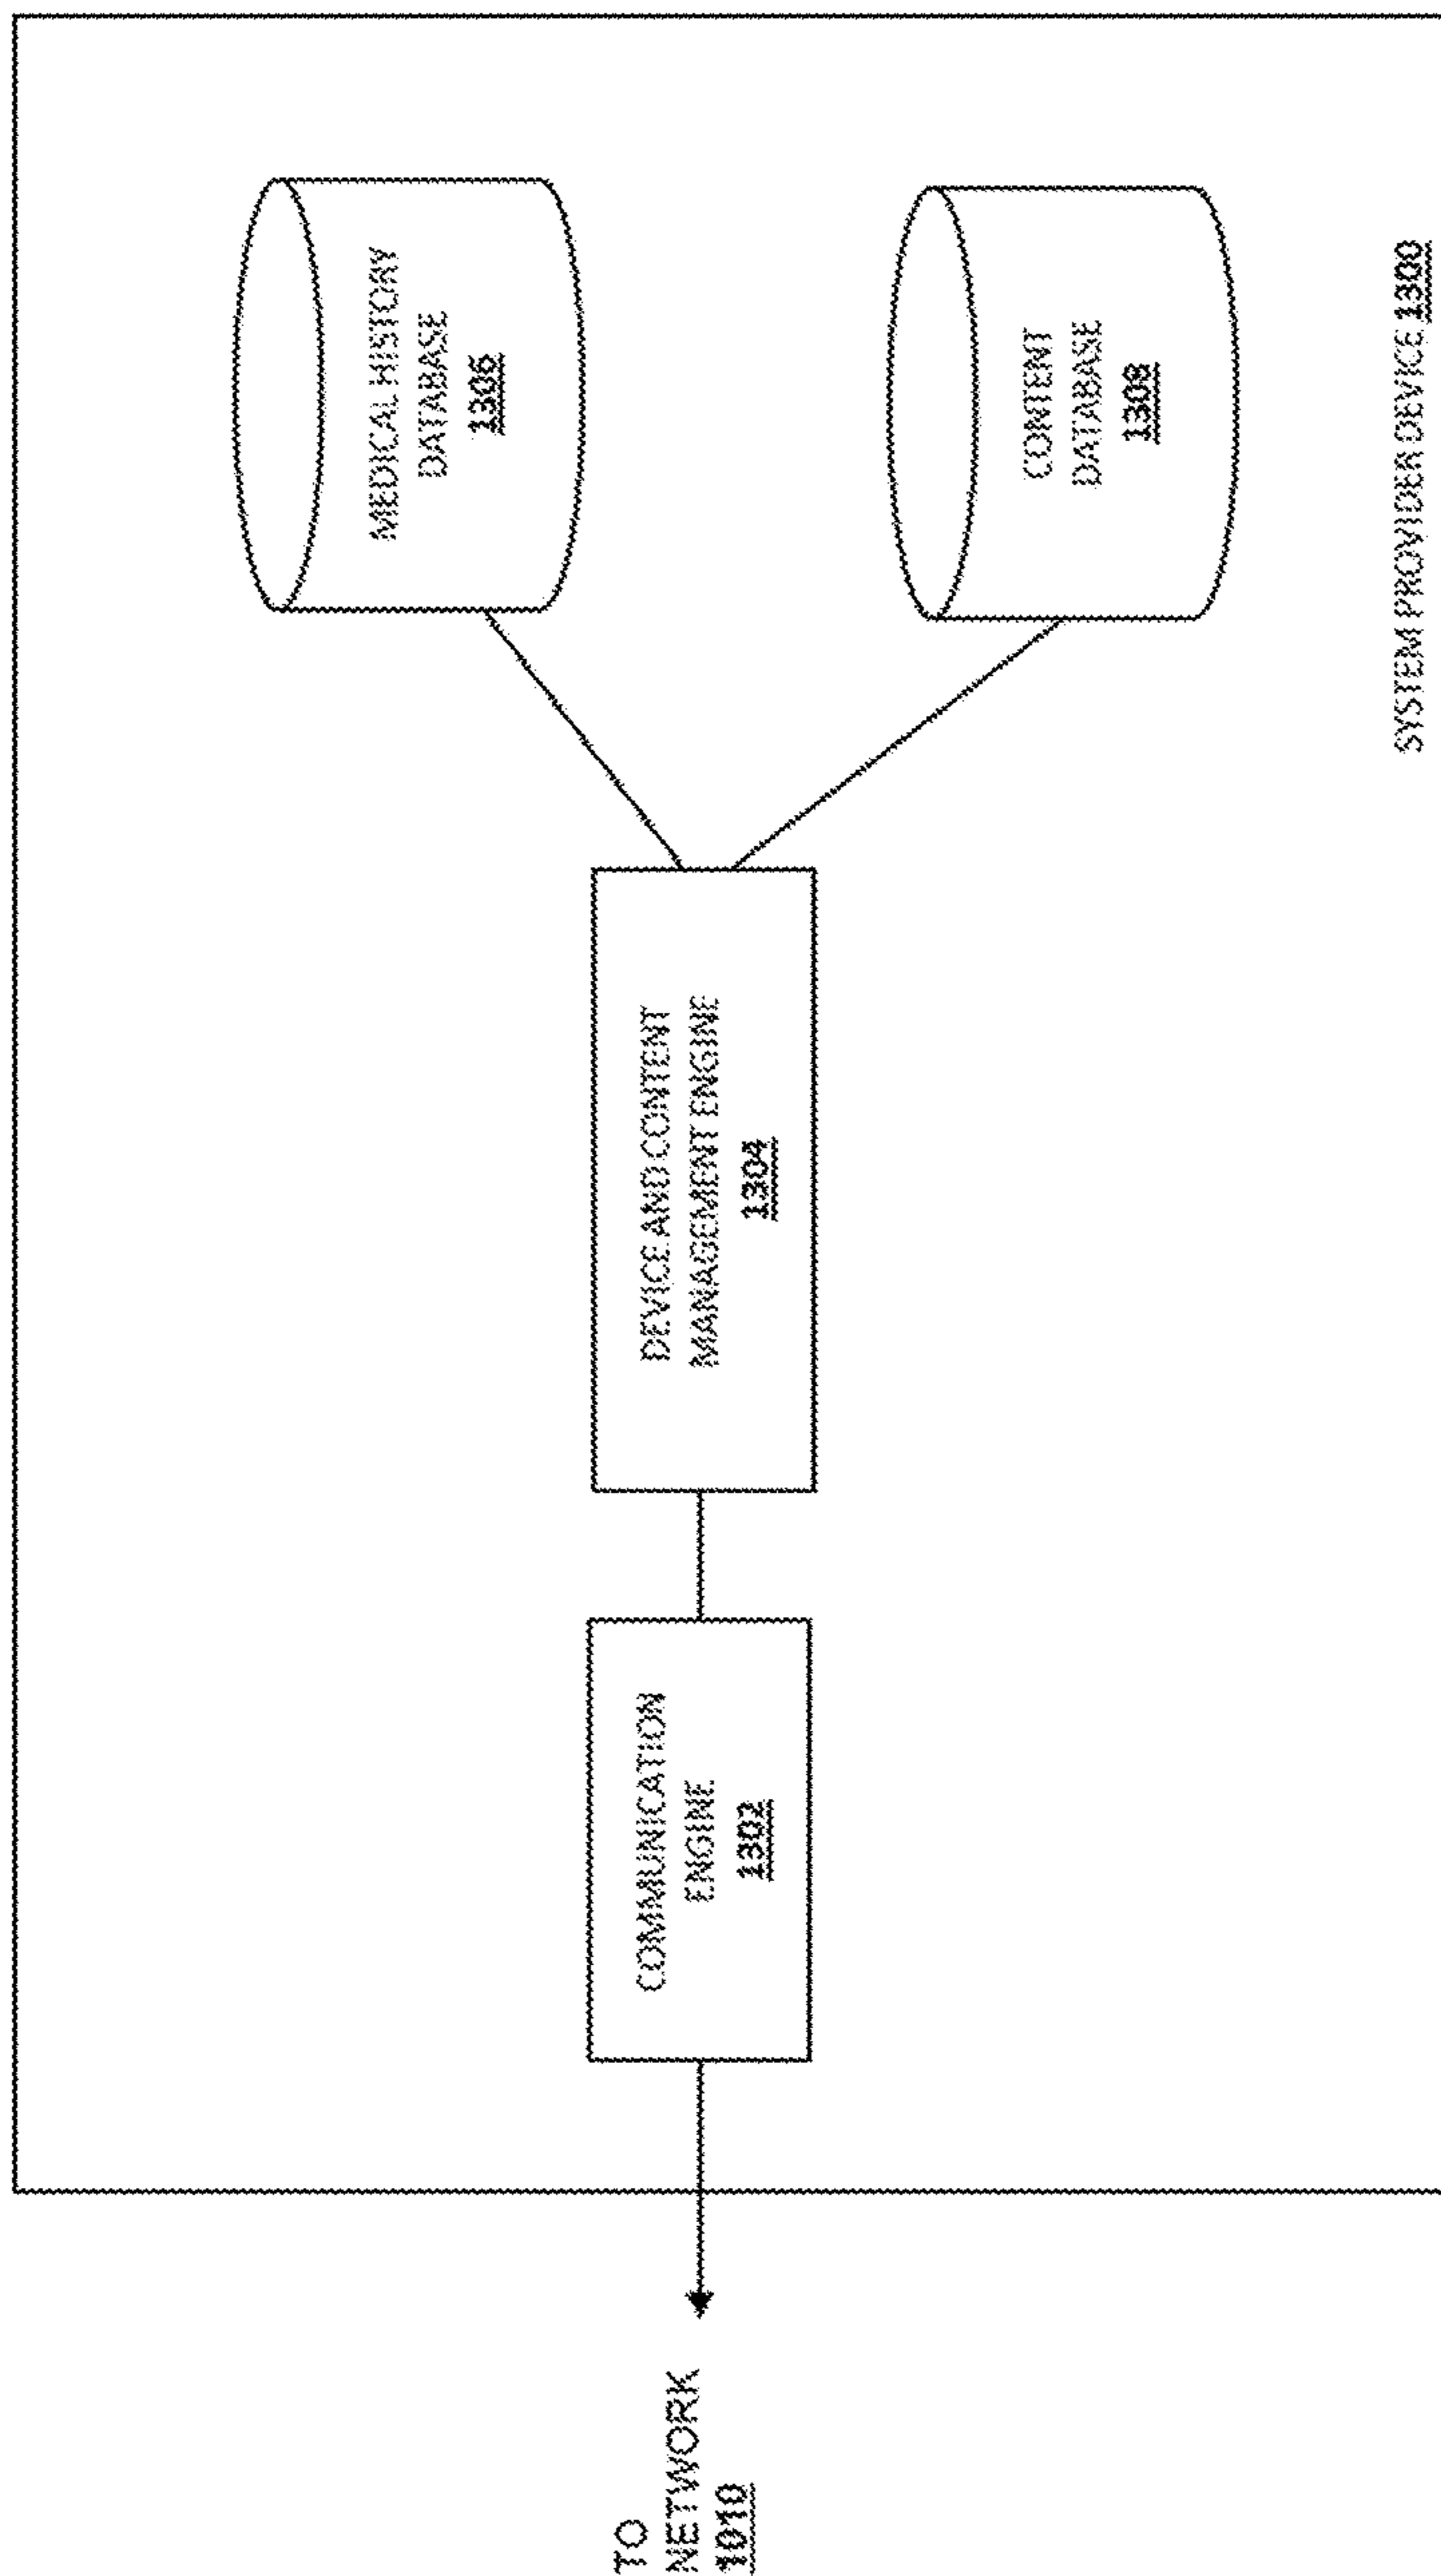 TO
NETWORK
1010
COMMUNICATION
ENGINE
1302
DEVICE AND CONTENT
MANAGEMENT ENGINE
1304
MEDICAL HISTORY
DATABASE
1306
CONTENT
DATABASE
1308
SYSTEM PROVIDER DEVICE 1300